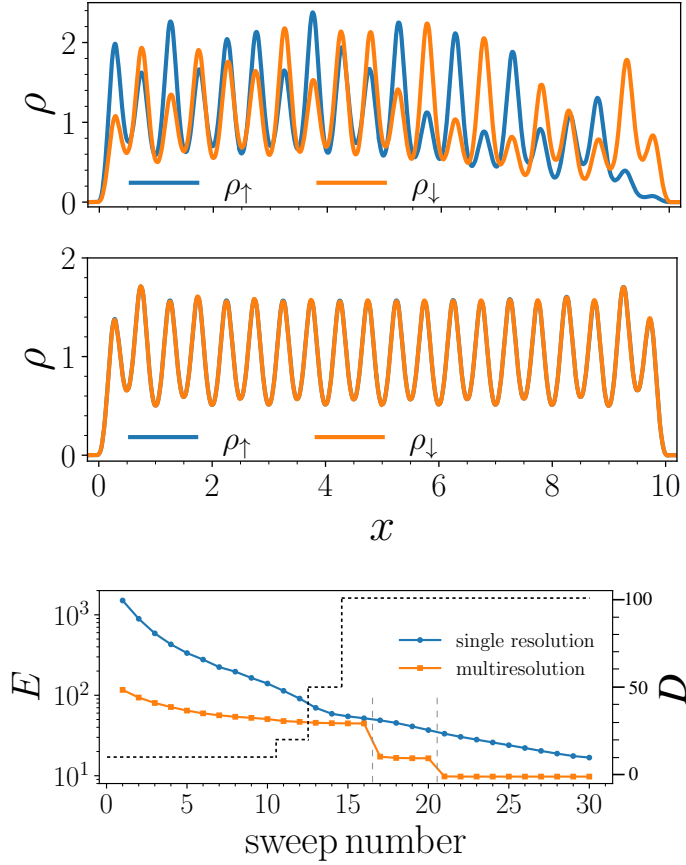 2
1
0
ρ
ρ↑ ρ↓
2
1
0
ρ
ρ↑ ρ↓
0 2 4 6 8 10
x
10³
10²
10¹
E
single resolution
multiresolution
100
50
0
D
0 5 10 15 20 25 30
sweep number